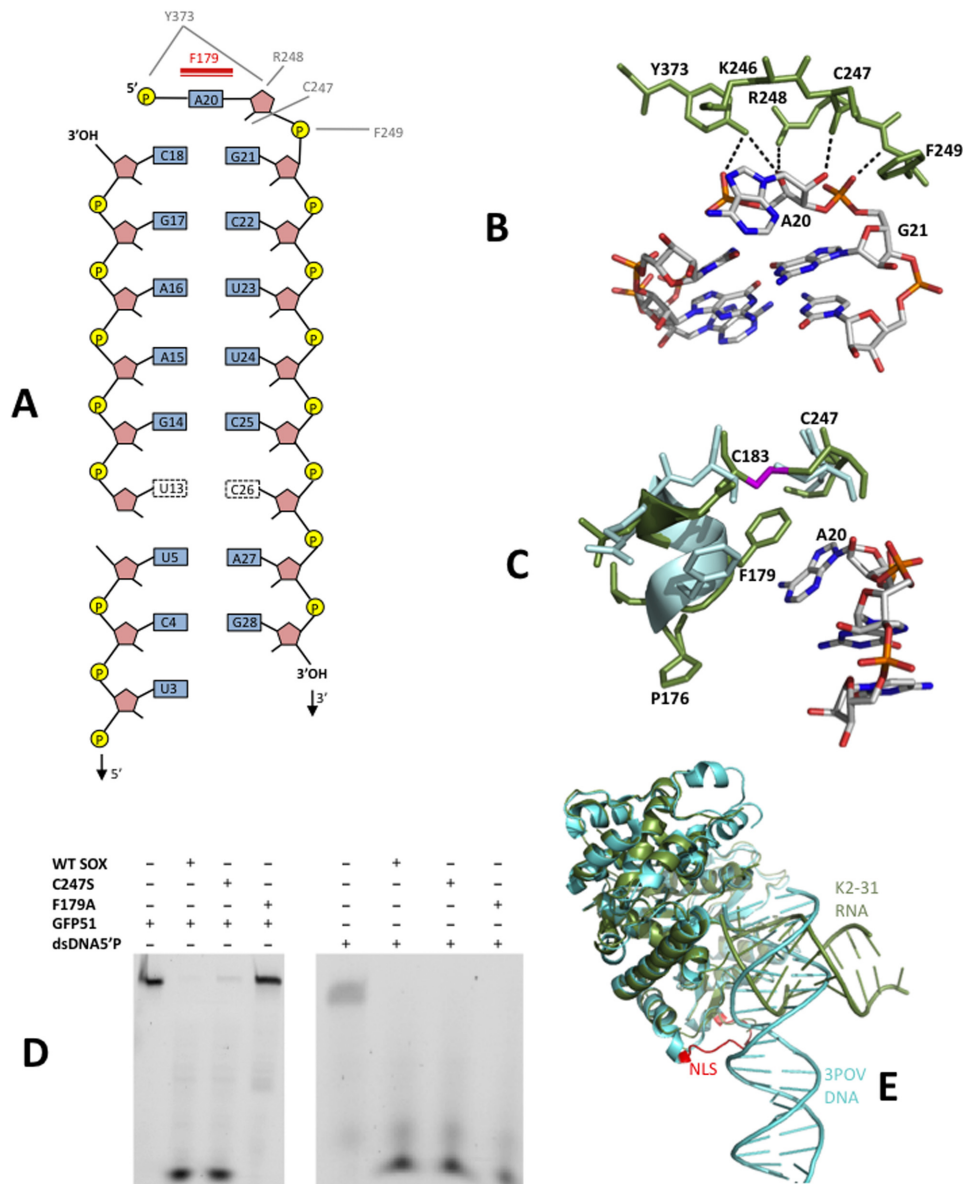 Y373
F179
R248
5’
P
A20
C247
P
F249
3’OH
C18
G21
P
P
G17
C22
P
P
A16
U23
P
P
A15
U24
P
P
G14
C25
P
P
U13
C26
P
U5
A27
P
P
C4
G28
P
3’OH
U3
3’
P
5’
A
Y373
K246
C247
R248
F249
A20
G21
B
C247
C183
A20
F179
P176
C
WT SOX – + – – – + – –
C247S – – + – – – + –
F179A – – – + – – – +
GFP51 + + + + – – – –
dsDNA5’P – – – – + + + +
D
K2-31
RNA
NLS
3POV
DNA
E